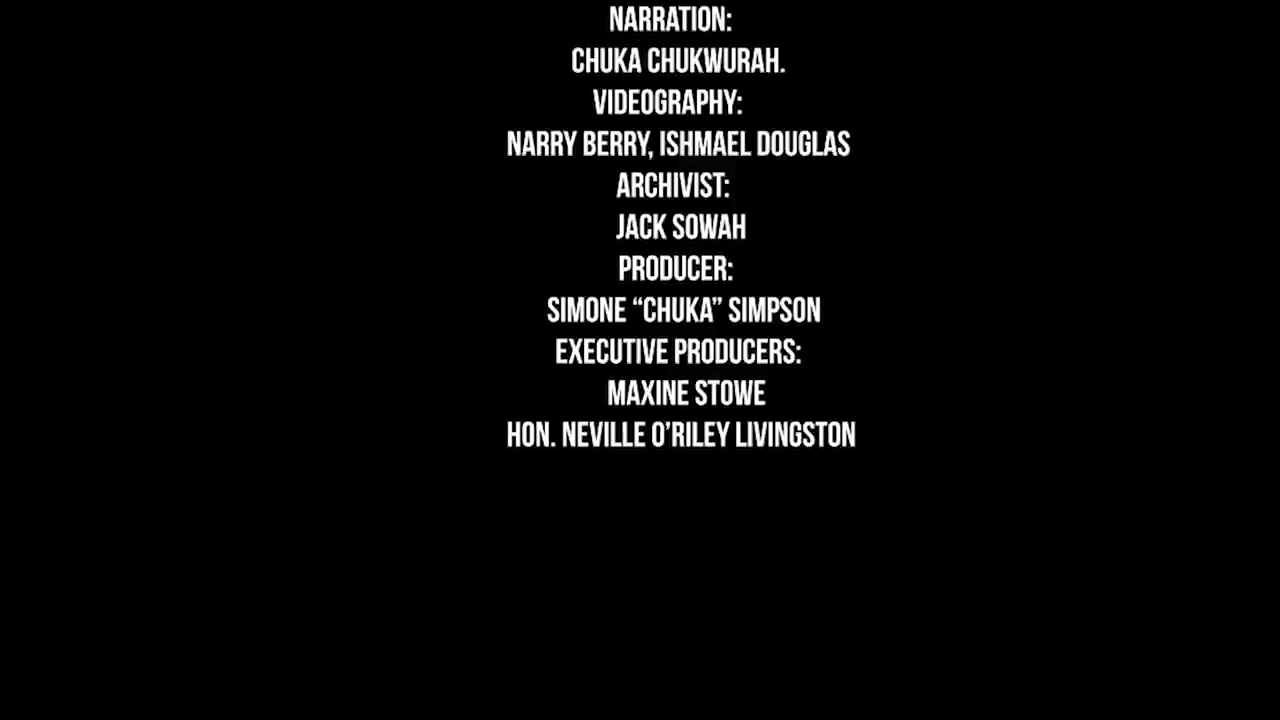 NARRATION:
CHUKA CHUKWURAH.
VIDEOGRAPHY:
NARRY BERRY, ISHMAEL DOUGLAS
ARCHIVIST:
JACK SOWAH
PRODUCER:
SIMONE “CHUKA” SIMPSON
EXECUTIVE PRODUCERS:
MAXINE STOWE
HON. NEVILLE O’RILEY LIVINGSTON